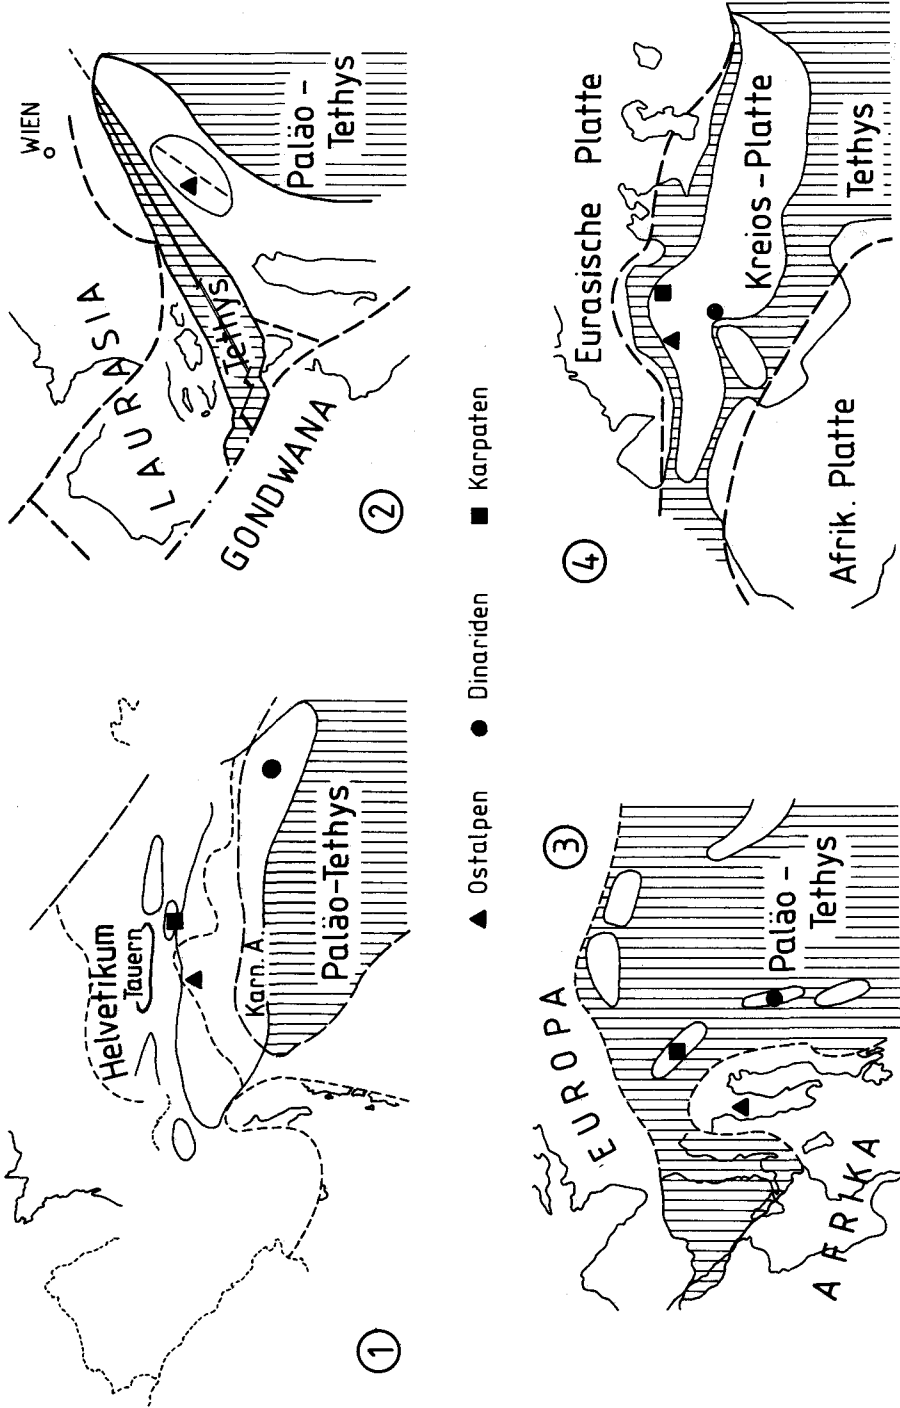 Helvetikum
Tauern
Karn. A
Paläo-Tethys
1
WIEN
LAURASIA
Tethys
Paläo-
Tethys
GONDWANA
2
▲ Ostalpen ● Dinariden ■ Karpaten
3
EUROPA
Paläo-
Tethys
AFRIKA
4
Eurasische Platte
Kreios-Platte
Tethys
Afrik. Platte